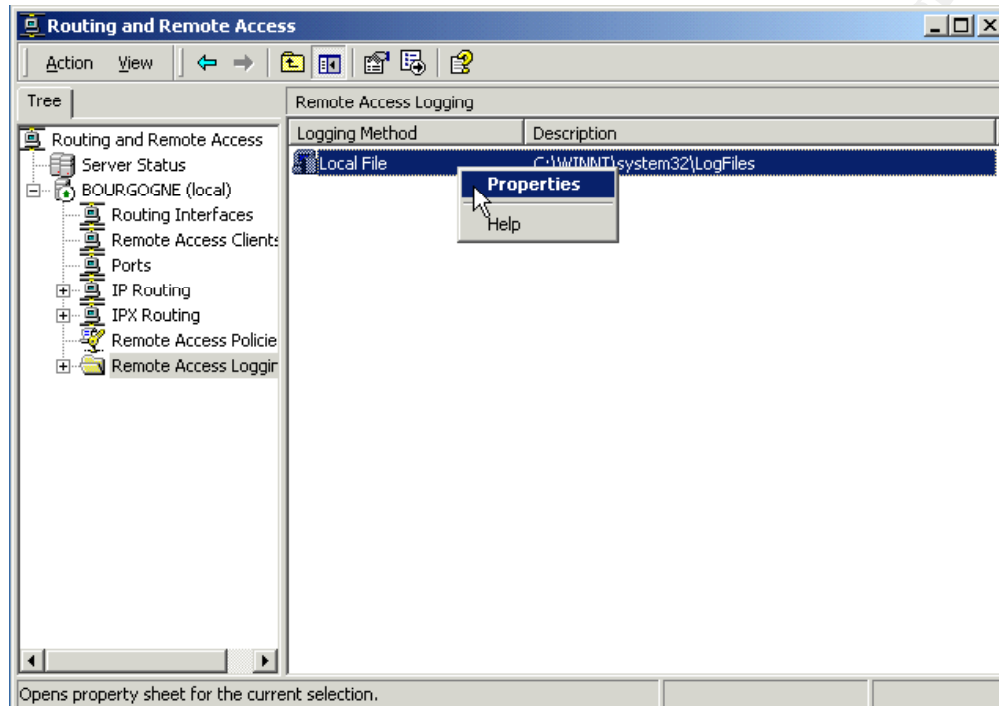 Routing and Remote Access
Action View
Tree
Remote Access Logging
Routing and Remote Access
Server Status
BOURGOGNE (local)
Routing Interfaces
Remote Access Clients
Ports
IP Routing
IPX Routing
Remote Access Policie
Remote Access Loggin
Logging Method Description
Local File C:\WINNT\system32\LogFiles
Properties
Help
Opens property sheet for the current selection.